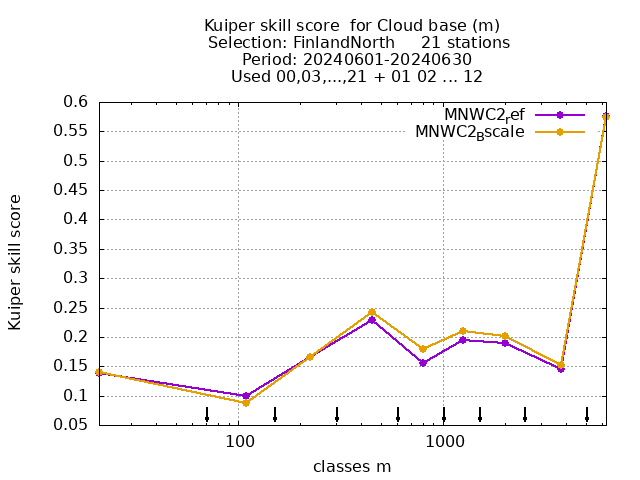 Kuiper skill score  for Cloud base (m)
Selection: FinlandNorth     21 stations
Period: 20240601-20240630
Used 00,03,...,21 + 01 02 ... 12
MNWC2ref
MNWC2Bscale
Kuiper skill score
0.6
0.55
0.5
0.45
0.4
0.35
0.3
0.25
0.2
0.15
0.1
0.05
100
1000
classes m